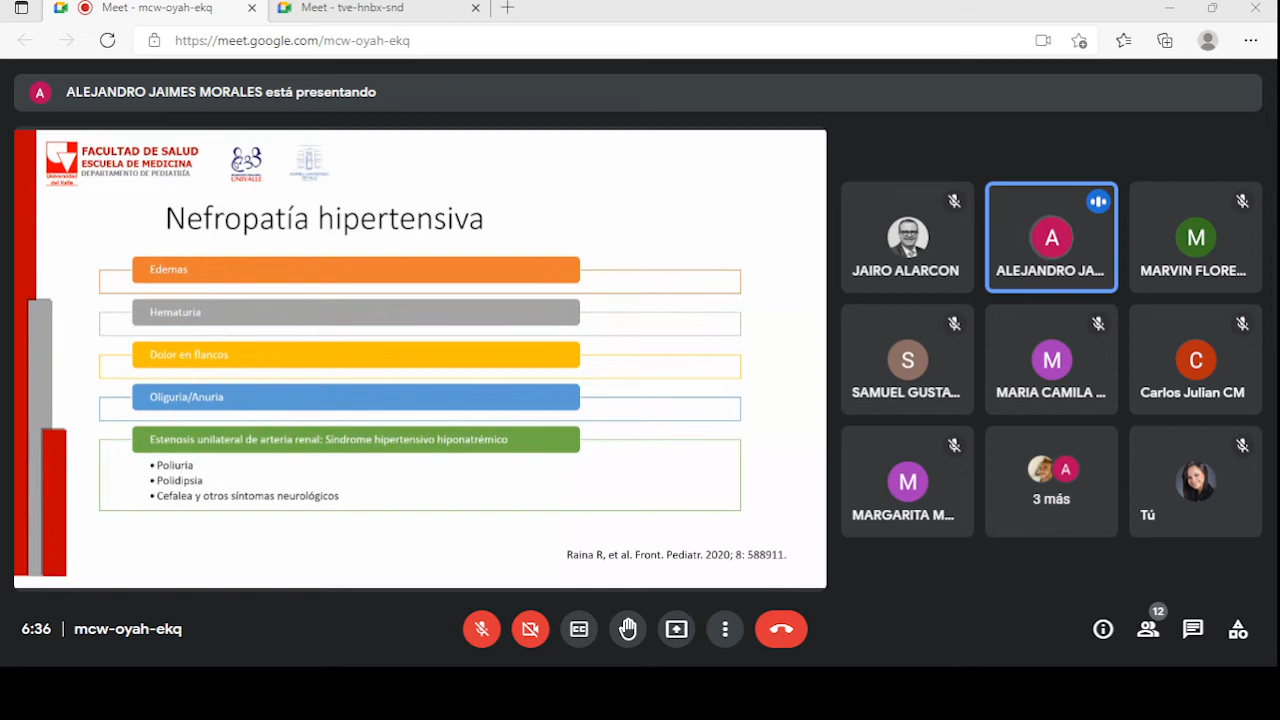 Meet - mcw-oyah-ekq
Meet - tve-hnbx-snd
https://meet.google.com/mcw-oyah-ekq
A
ALEJANDRO JAIMES MORALES está presentando
Universidad
del Valle
FACULTAD DE SALUD
ESCUELA DE MEDICINA
DEPARTAMENTO DE PEDIATRÍA
UNIVALLE
Nefropatía hipertensiva
Edemas
Hematuria
Dolor en flancos
Oliguria/Anuria
Estenosis unilateral de arteria renal: Síndrome hipertensivo hiponatrémico
• Poliuria
• Polidipsia
• Cefalea y otros síntomas neurológicos
Raina R, et al. Front. Pediatr. 2020; 8: 588911.
JAIRO ALARCON
A
ALEJANDRO JA...
M
MARVIN FLORE...
S
SAMUEL GUSTA...
M
MARIA CAMILA ...
C
Carlos Julian CM
M
MARGARITA M...
A
3 más
Tú
6:36
mcw-oyah-ekq
12